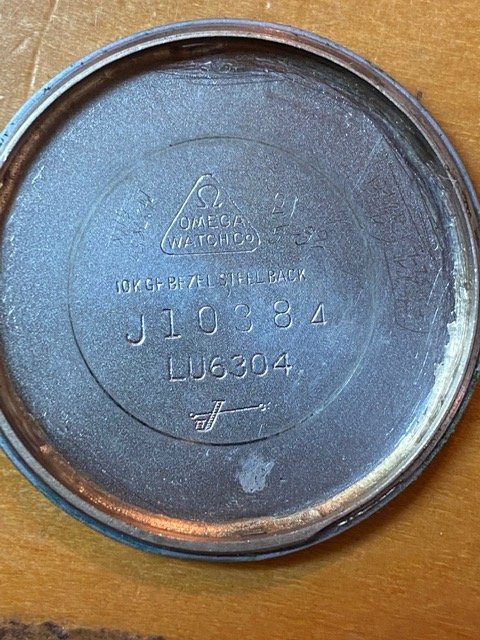 Ω
OMEGA
WATCH Co
10K GF BEZEL STEEL BACK
J10384
LU6304